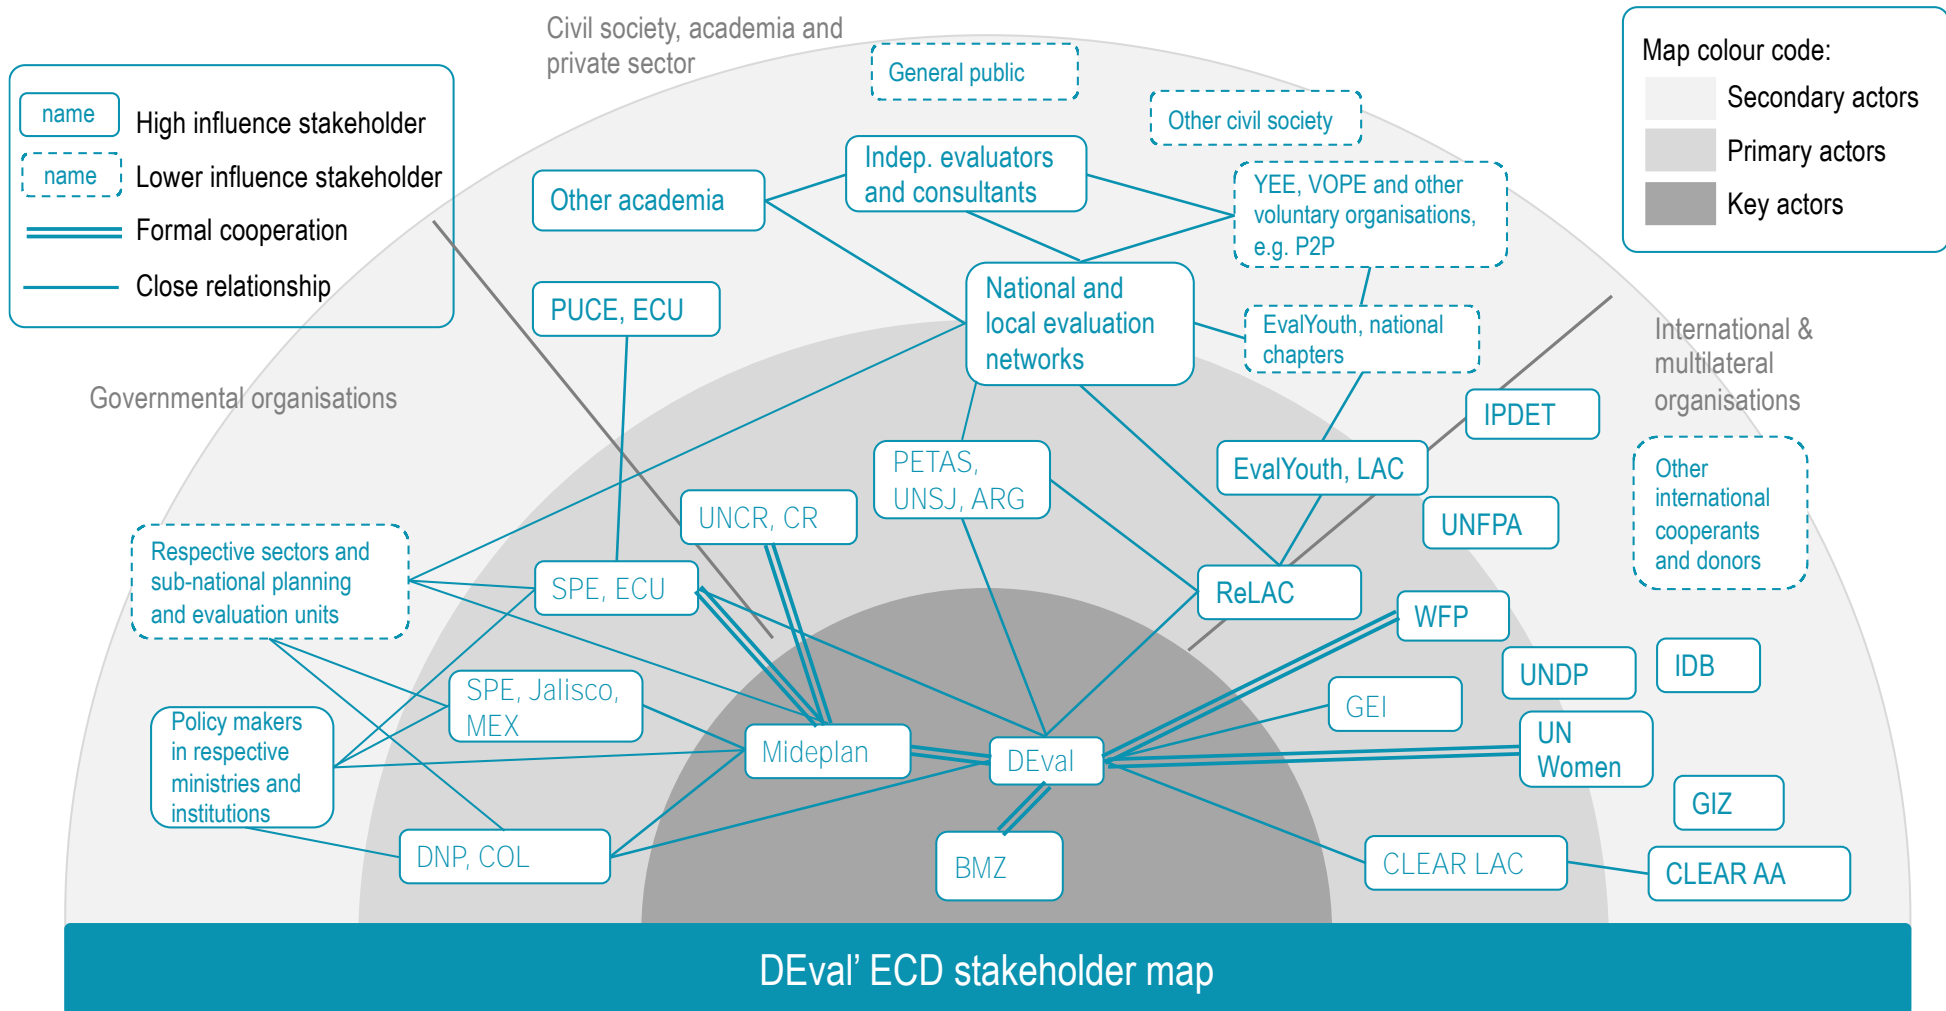 Civil society, academia and
private sector
name
High influence stakeholder
name
Lower influence stakeholder
Formal cooperation
Close relationship
Map colour code:
Secondary actors
Primary actors
Key actors
General public
Other civil society
Indep. evaluators
and consultants
Other academia
YEE, VOPE and other
voluntary organisations,
e.g. P2P
PUCE, ECU
National and
local evaluation
networks
EvalYouth, national
chapters
Governmental organisations
International &
multilateral
organisations
IPDET
EvalYouth, LAC
PETAS,
UNSJ, ARG
Other
international
cooperants
and donors
UNCR, CR
UNFPA
Respective sectors and
sub-national planning
and evaluation units
SPE, ECU
ReLAC
WFP
UNDP
IDB
SPE, Jalisco,
MEX
GEI
Policy makers
in respective
ministries and
institutions
Mideplan
DEval
UN
Women
GIZ
DNP, COL
BMZ
CLEAR LAC
CLEAR AA
DEval' ECD stakeholder map